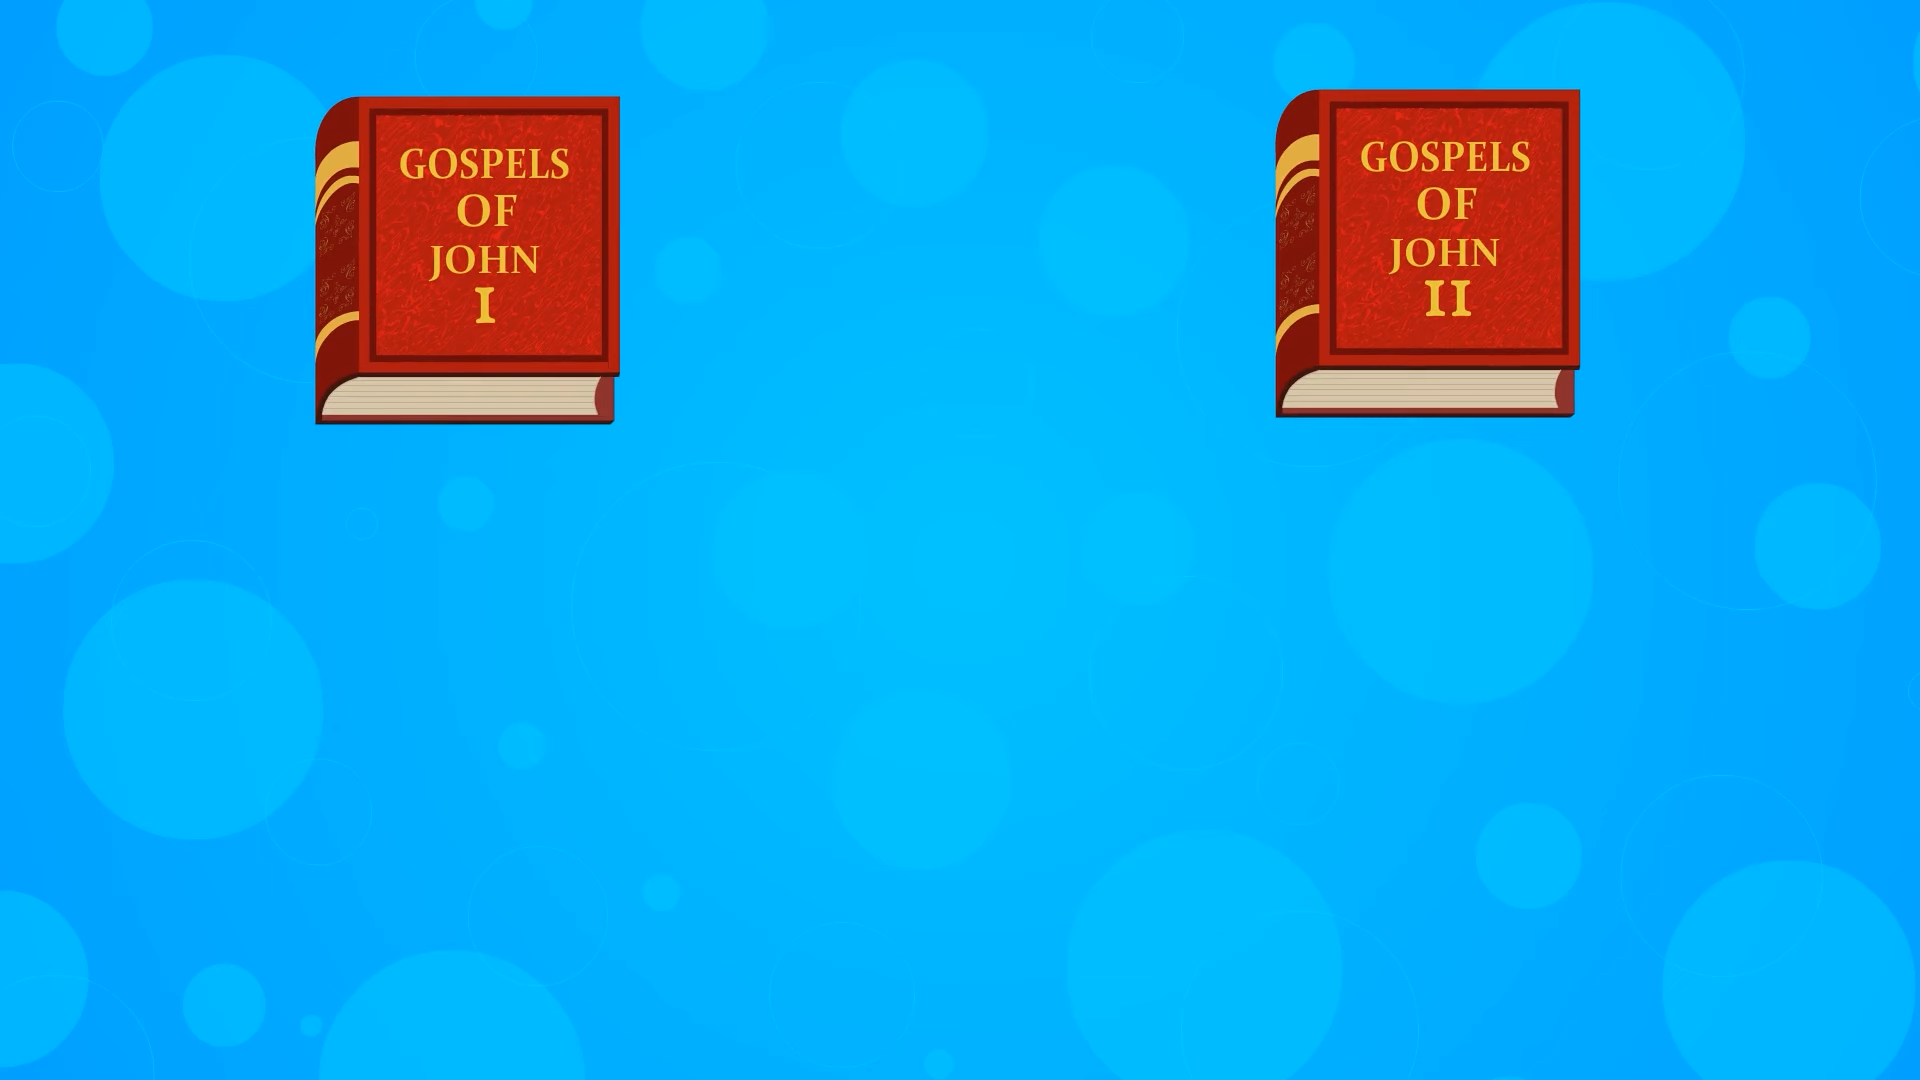 GOSPELS
OF
JOHN
I
GOSPELS
OF
JOHN
II